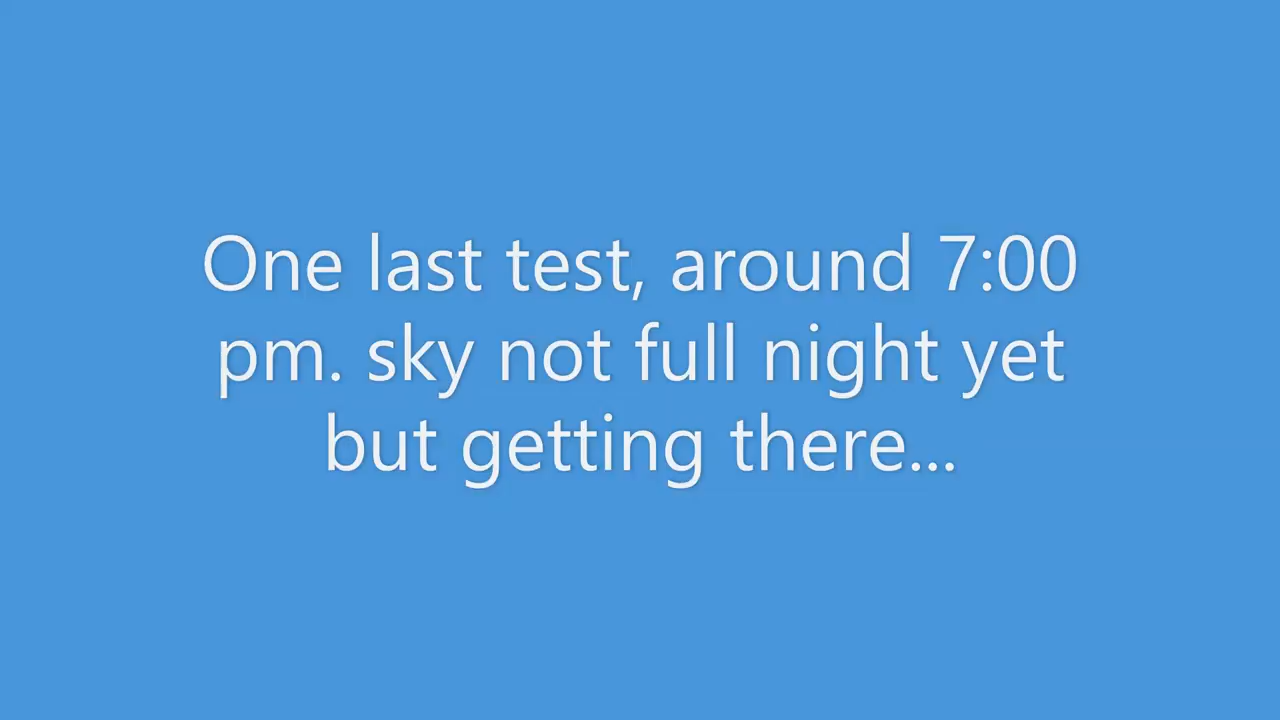 One last test, around 7:00
pm. sky not full night yet
but getting there...